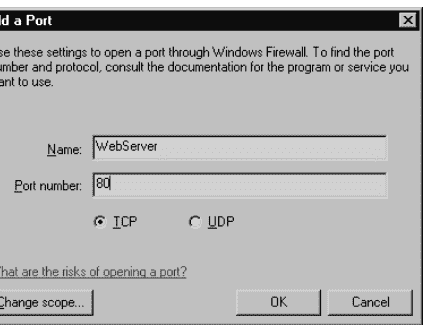 dd a Port
se these settings to open a port through Windows Firewall. To find the port
umber and protocol, consult the documentation for the program or service you
ant to use.
Name: WebServer
Port number: 80
TCP UDP
hat are the risks of opening a port?
Change scope... OK Cancel